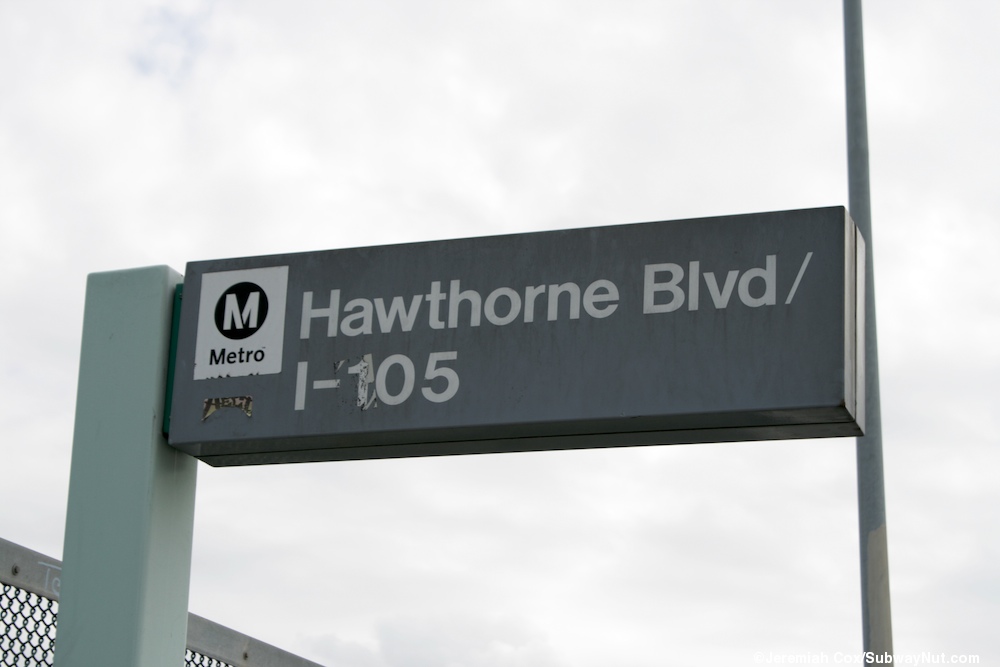 M
Metro
Hawthorne Blvd/
I-105
© Jeremiah Cox/SubwayNut.com